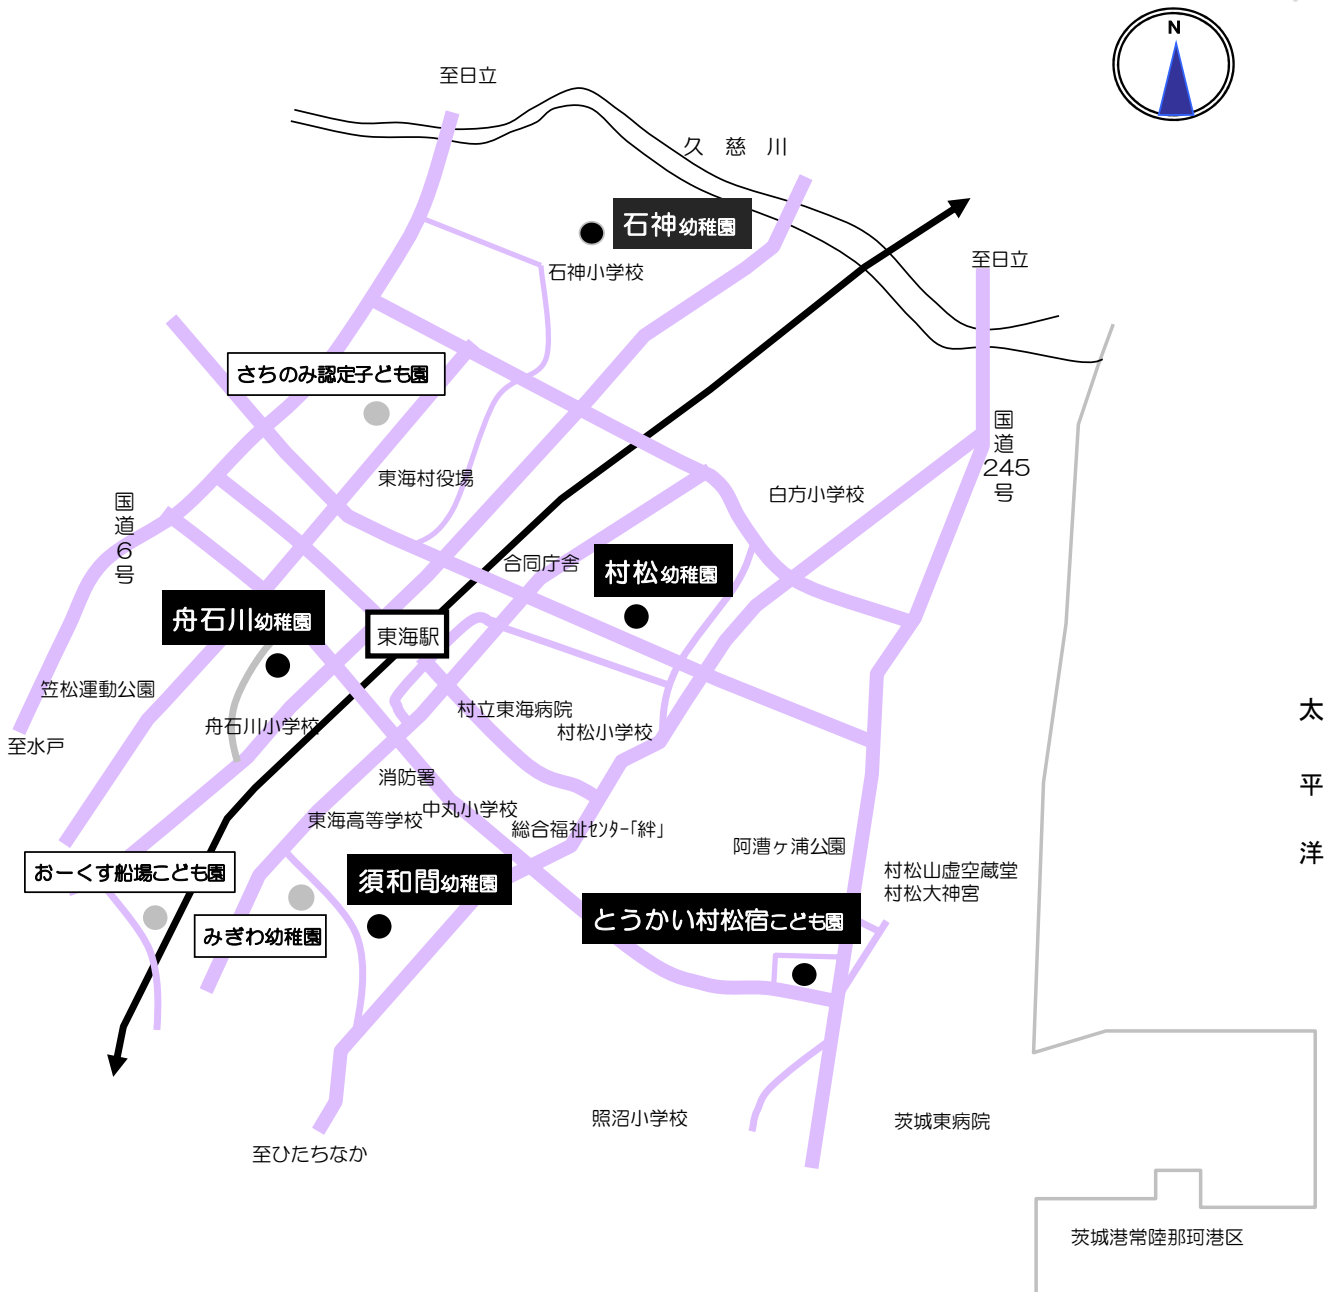 N
至日立
久　慈　川
石神幼稚園
石神小学校
至日立
さちのみ認定子ども園
国道245号
東海村役場
白方小学校
国道6号
合同庁舎
村松幼稚園
舟石川幼稚園
東海駅
笠松運動公園
村立東海病院
舟石川小学校
村松小学校
至水戸
太平洋
消防署
中丸小学校
東海高等学校
総合福祉ｾﾝﾀｰ｢絆｣
阿漕ヶ浦公園
おーくす船場こども園
須和間幼稚園
村松山虚空蔵堂
村松大神宮
みぎわ幼稚園
とうかい村松宿こども園
照沼小学校
茨城東病院
至ひたちなか
茨城港常陸那珂港区